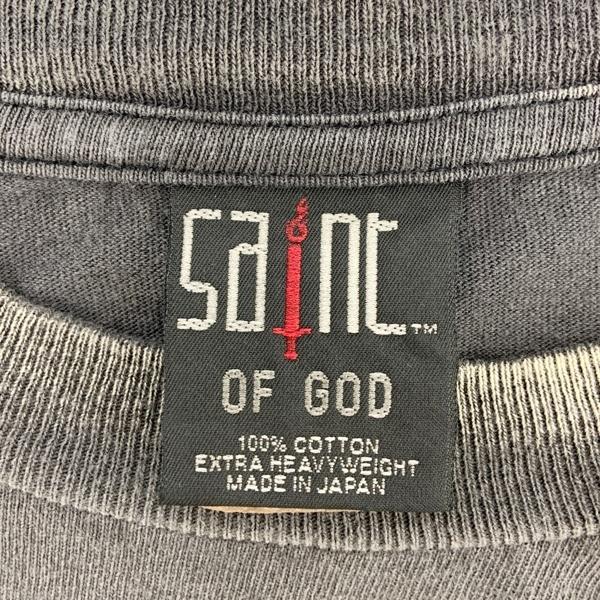 saint™
OF GOD
100% COTTON
EXTRA HEAVYWEIGHT
MADE IN JAPAN